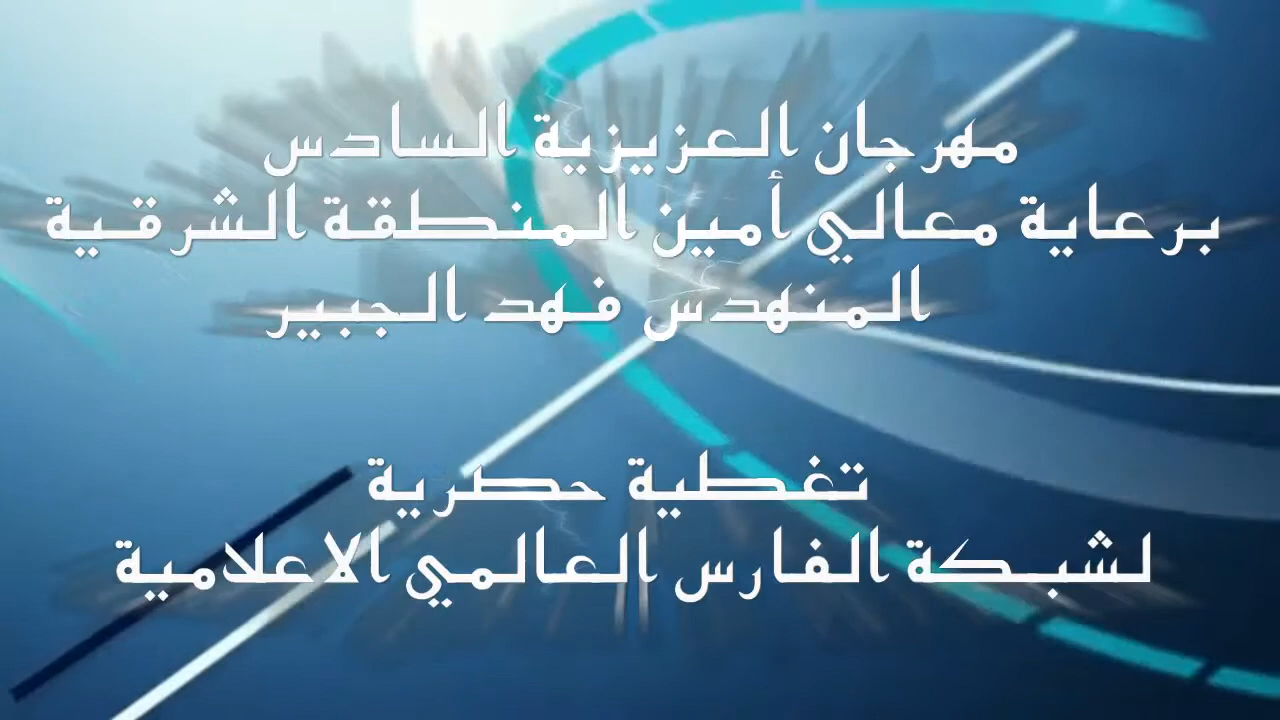 مهرجان العزيزية السادس
برعاية معالي أمين المنطقة الشرقية
المنهدس فهد الجبير
تغطية حصرية
لشبكة الفارس العالمي الاعلامية